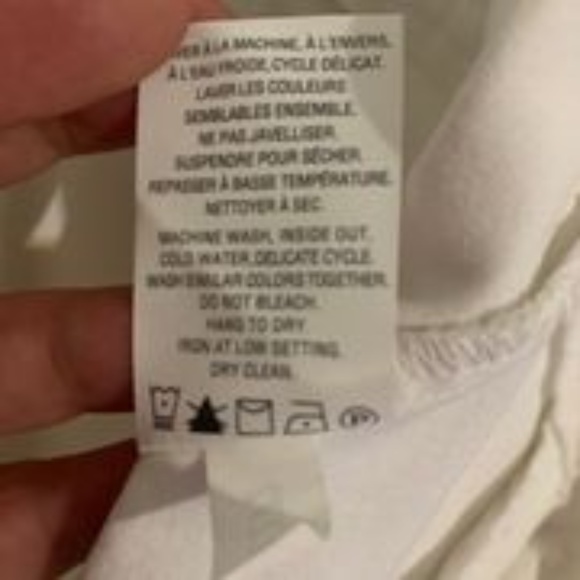 À LA MACHINE, À L'ENVERS,
À L'EAU FROIDE, CYCLE DÉLICAT.
LAVER LES COULEURS
SEMBLABLES ENSEMBLE.
NE PAS JAVELLISER.
SUSPENDRE POUR SÉCHER.
REPASSER À BASSE TEMPÉRATURE.
NETTOYER À SEC.
MACHINE WASH, INSIDE OUT,
COLD WATER, DELICATE CYCLE.
WASH SIMILAR COLORS TOGETHER.
DO NOT BLEACH.
HANG TO DRY.
IRON AT LOW SETTING.
DRY CLEAN.